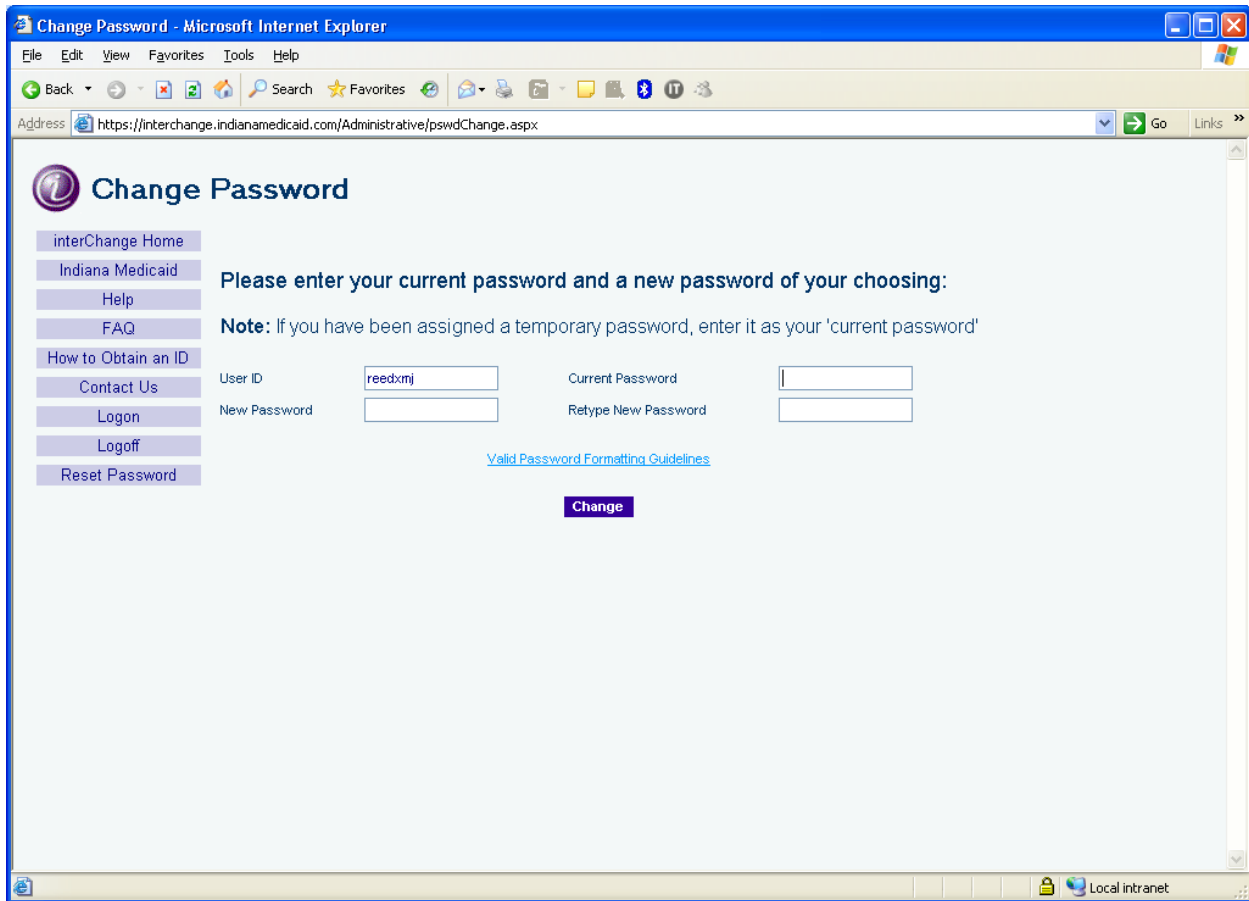 Change Password - Microsoft Internet Explorer
File Edit View Favorites Tools Help
Back Search Favorites
Address https://interchange.indianamedicaid.com/Administrative/pswdChange.aspx Go Links »
i Change Password
interChange Home
Indiana Medicaid
Help
FAQ
How to Obtain an ID
Contact Us
Logon
Logoff
Reset Password
Please enter your current password and a new password of your choosing:
Note: If you have been assigned a temporary password, enter it as your 'current password'
User ID reedxmj Current Password
New Password Retype New Password
Valid Password Formatting Guidelines
Change
Local intranet